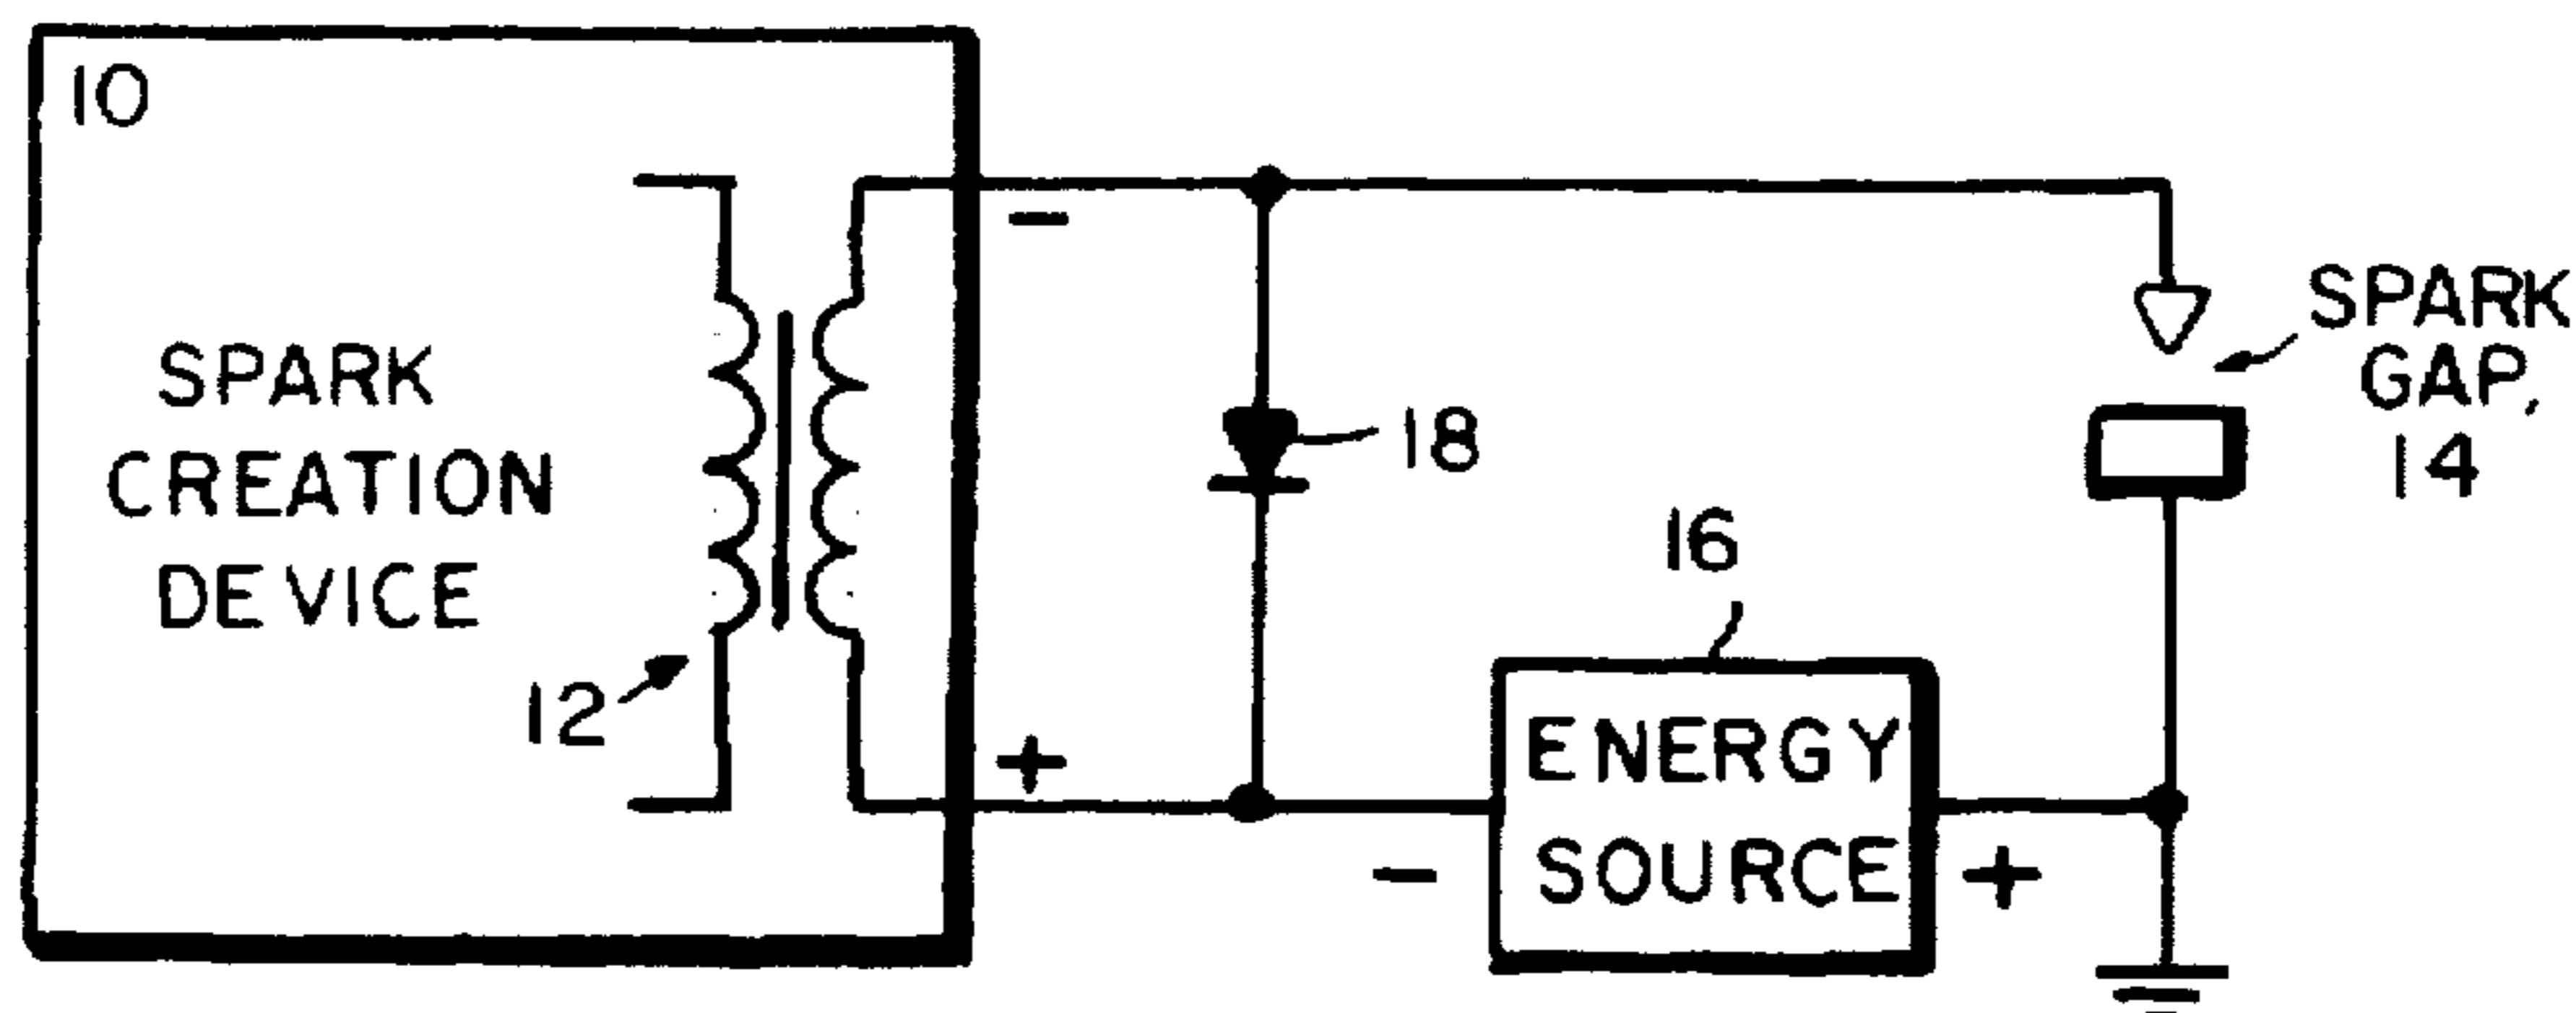 10
SPARK
CREATION
DEVICE
12
-
+
18
16
ENERGY
SOURCE
-
+
SPARK
GAP,
14